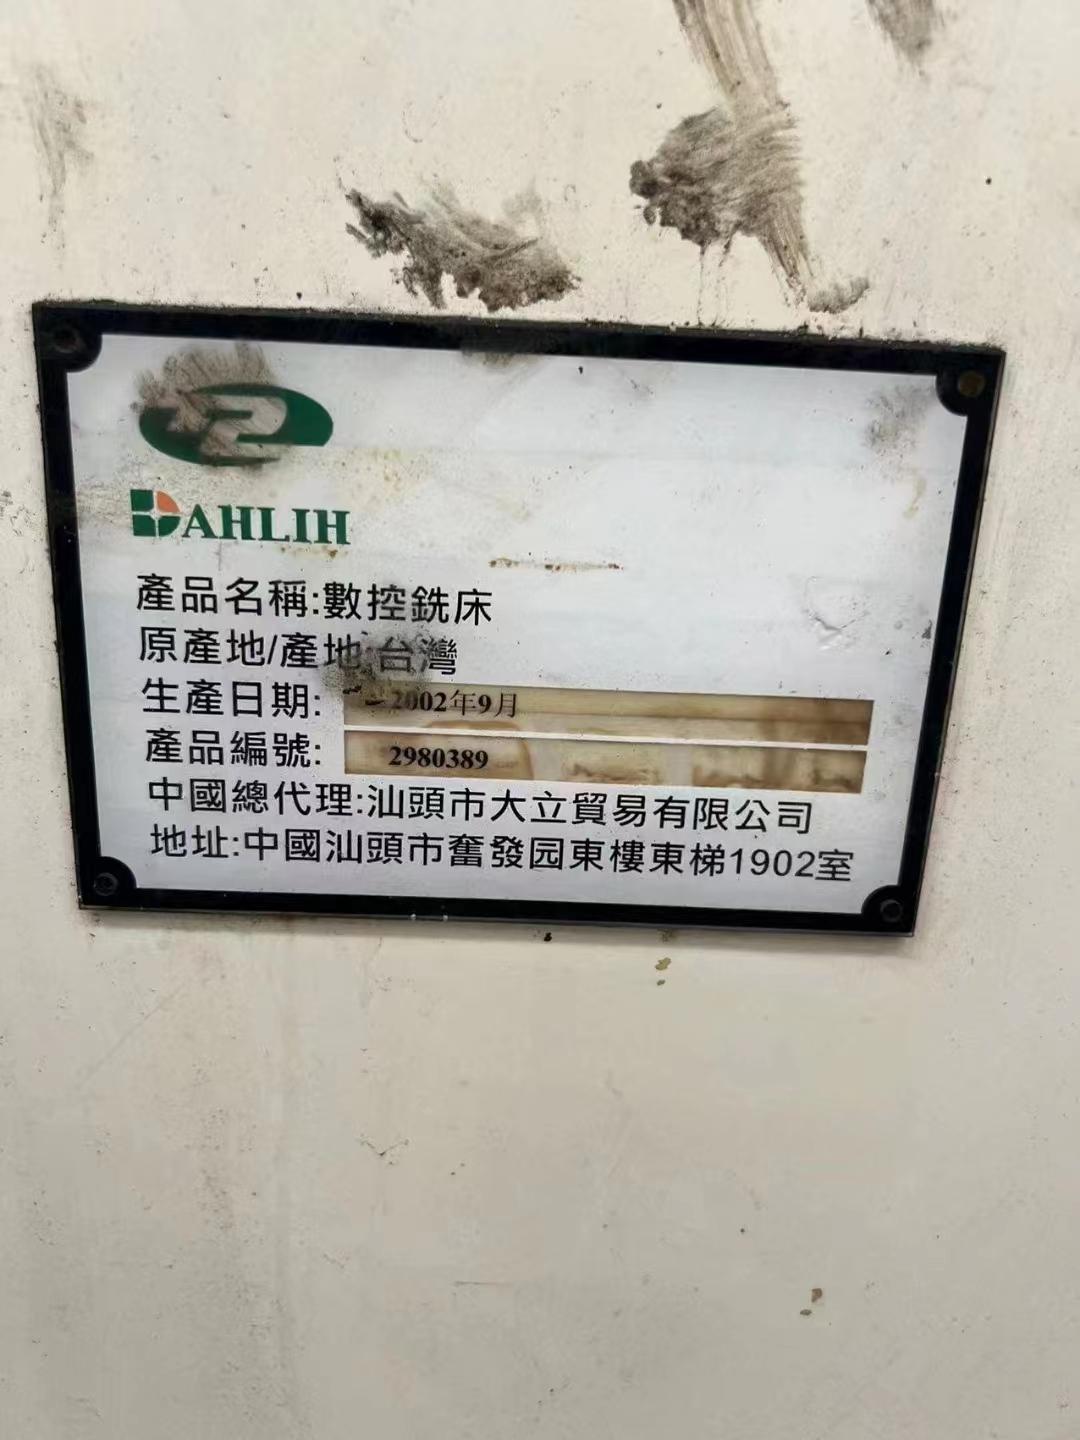 DAHLIH
產品名稱:數控銑床
原產地/產地:台灣
生產日期: 2002年9月
產品編號: 2980389
中國總代理:汕頭市大立貿易有限公司
地址:中國汕頭市奮發园東樓東梯1902室